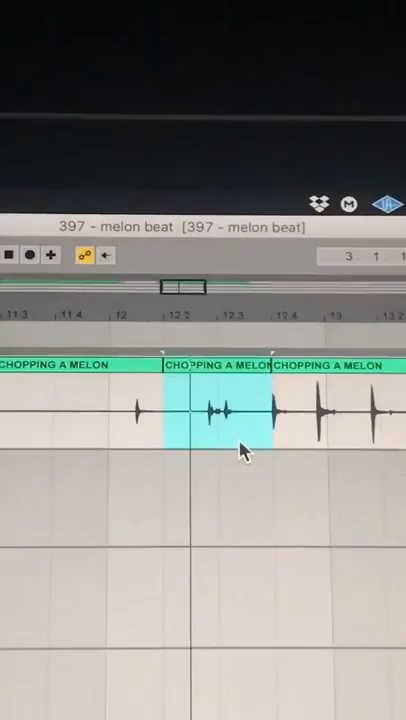 397 - melon beat [397 - melon beat]
3. 1. 1
11.3 11.4 12 12.2 12.3 12.4 13 13.2
CHOPPING A MELON CHOPPING A MELON CHOPPING A MELON